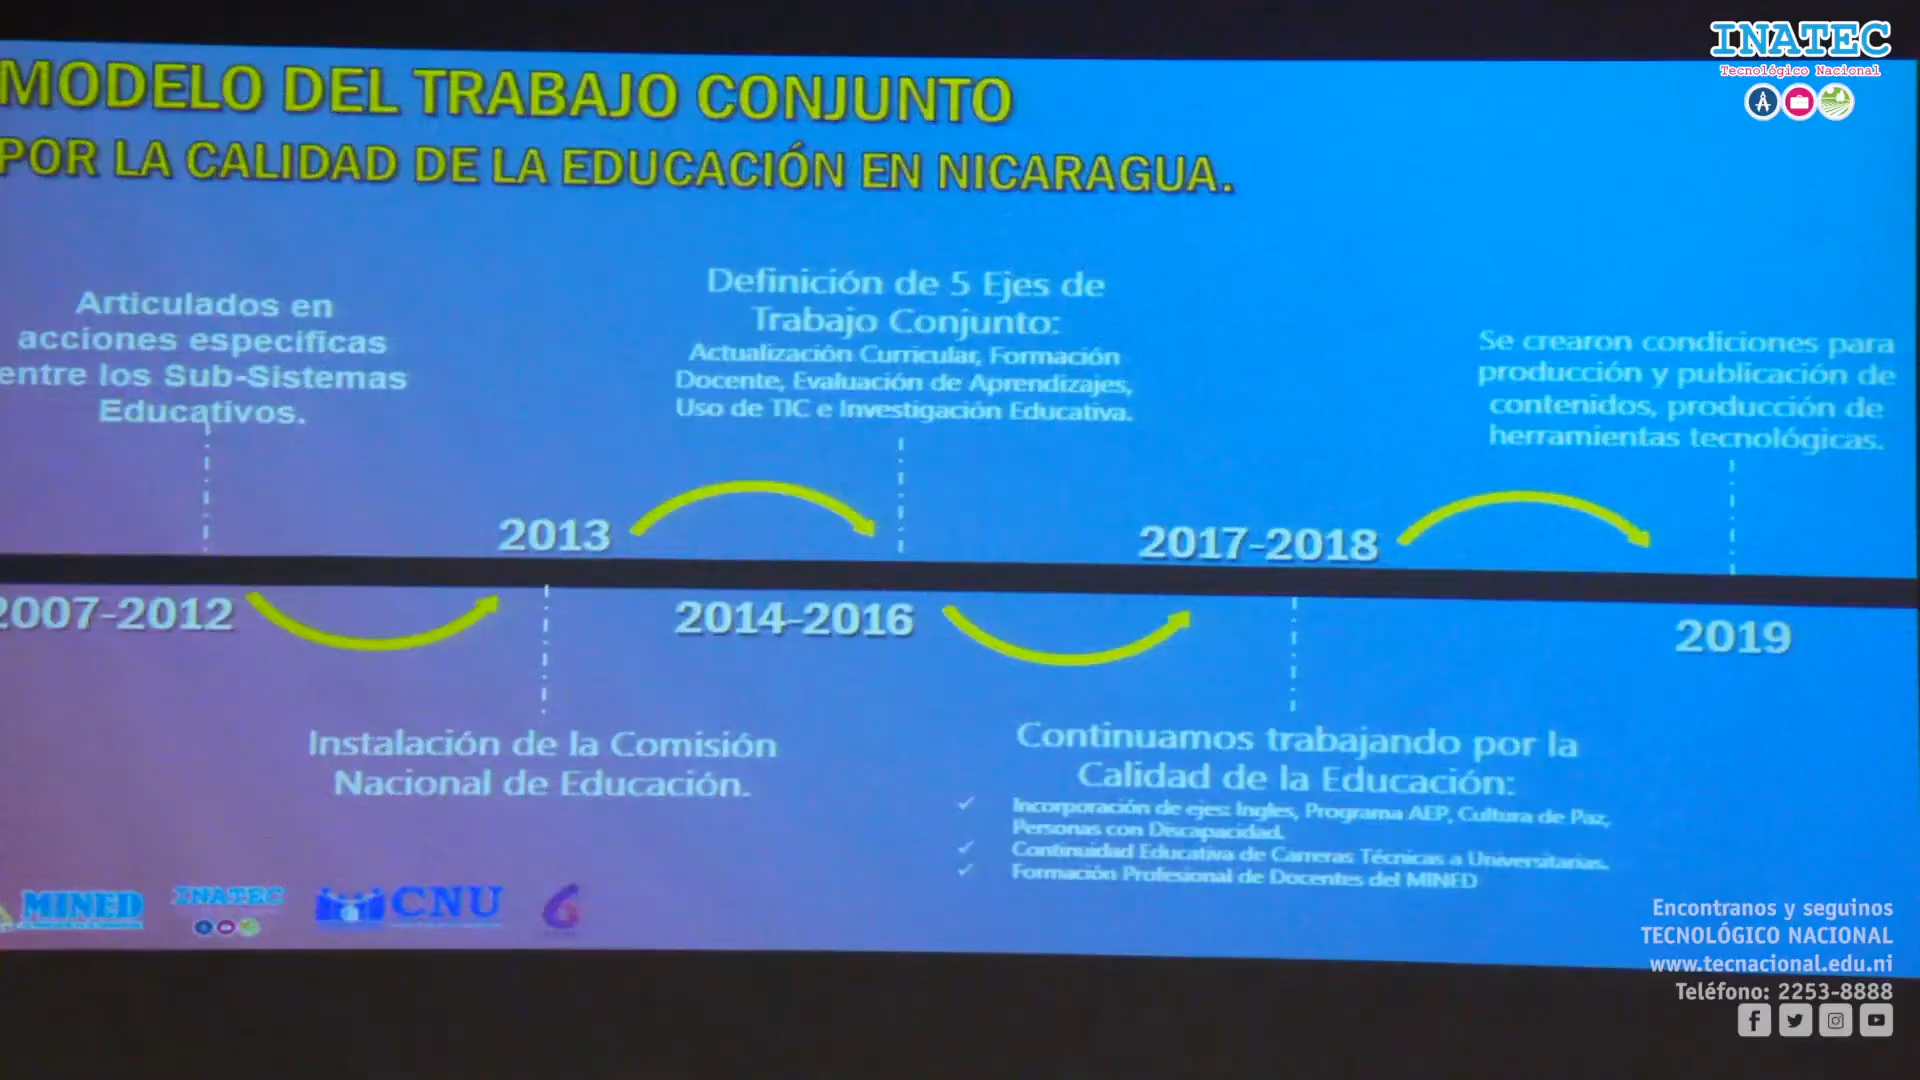 INATEC
Tecnológico Nacional
MODELO DEL TRABAJO CONJUNTO
POR LA CALIDAD DE LA EDUCACIÓN EN NICARAGUA.
Articulados en
acciones especificas
entre los Sub-Sistemas
Educativos.
Definición de 5 Ejes de
Trabajo Conjunto:
Actualización Curricular, Formación
Docente, Evaluación de Aprendizajes,
Uso de TIC e Investigación Educativa.
Se crearon condiciones para
producción y publicación de
contenidos, producción de
herramientas tecnológicas.
2013
2017-2018
2007-2012
2014-2016
2019
Instalación de la Comisión
Nacional de Educación.
Continuamos trabajando por la
Calidad de la Educación:
Incorporación de ejes: Ingles, Programa AEP, Cultura de Paz,
Personas con Discapacidad.
Continuidad Educativa de Carreras Técnicas a Universitarias.
Formación Profesional de Docentes del MINED
MINED
INATEC
CNU
Encontranos y seguinos
TECNOLÓGICO NACIONAL
www.tecnacional.edu.ni
Teléfono: 2253-8888